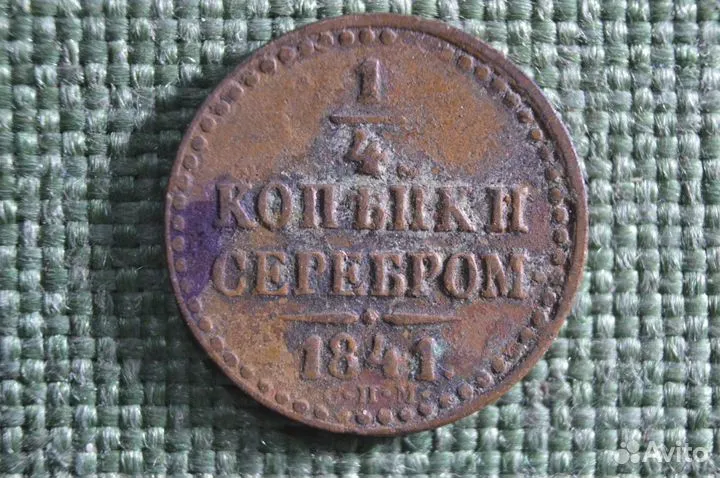 1
4.
КОПѢЙКИ
СЕРЕБРОМ.
1841.
С·П·М·
Avito